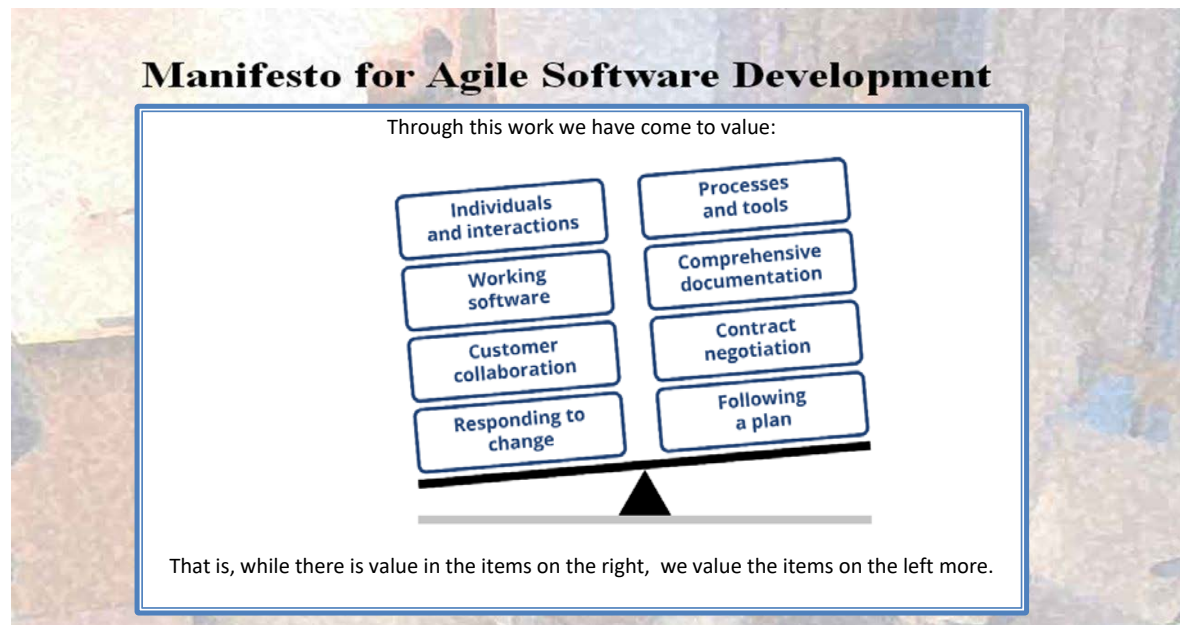 Manifesto for Agile Software Development
Through this work we have come to value:
Individuals
and interactions
Working
software
Customer
collaboration
Responding to
change
Processes
and tools
Comprehensive
documentation
Contract
negotiation
Following
a plan
That is, while there is value in the items on the right,  we value the items on the left more.